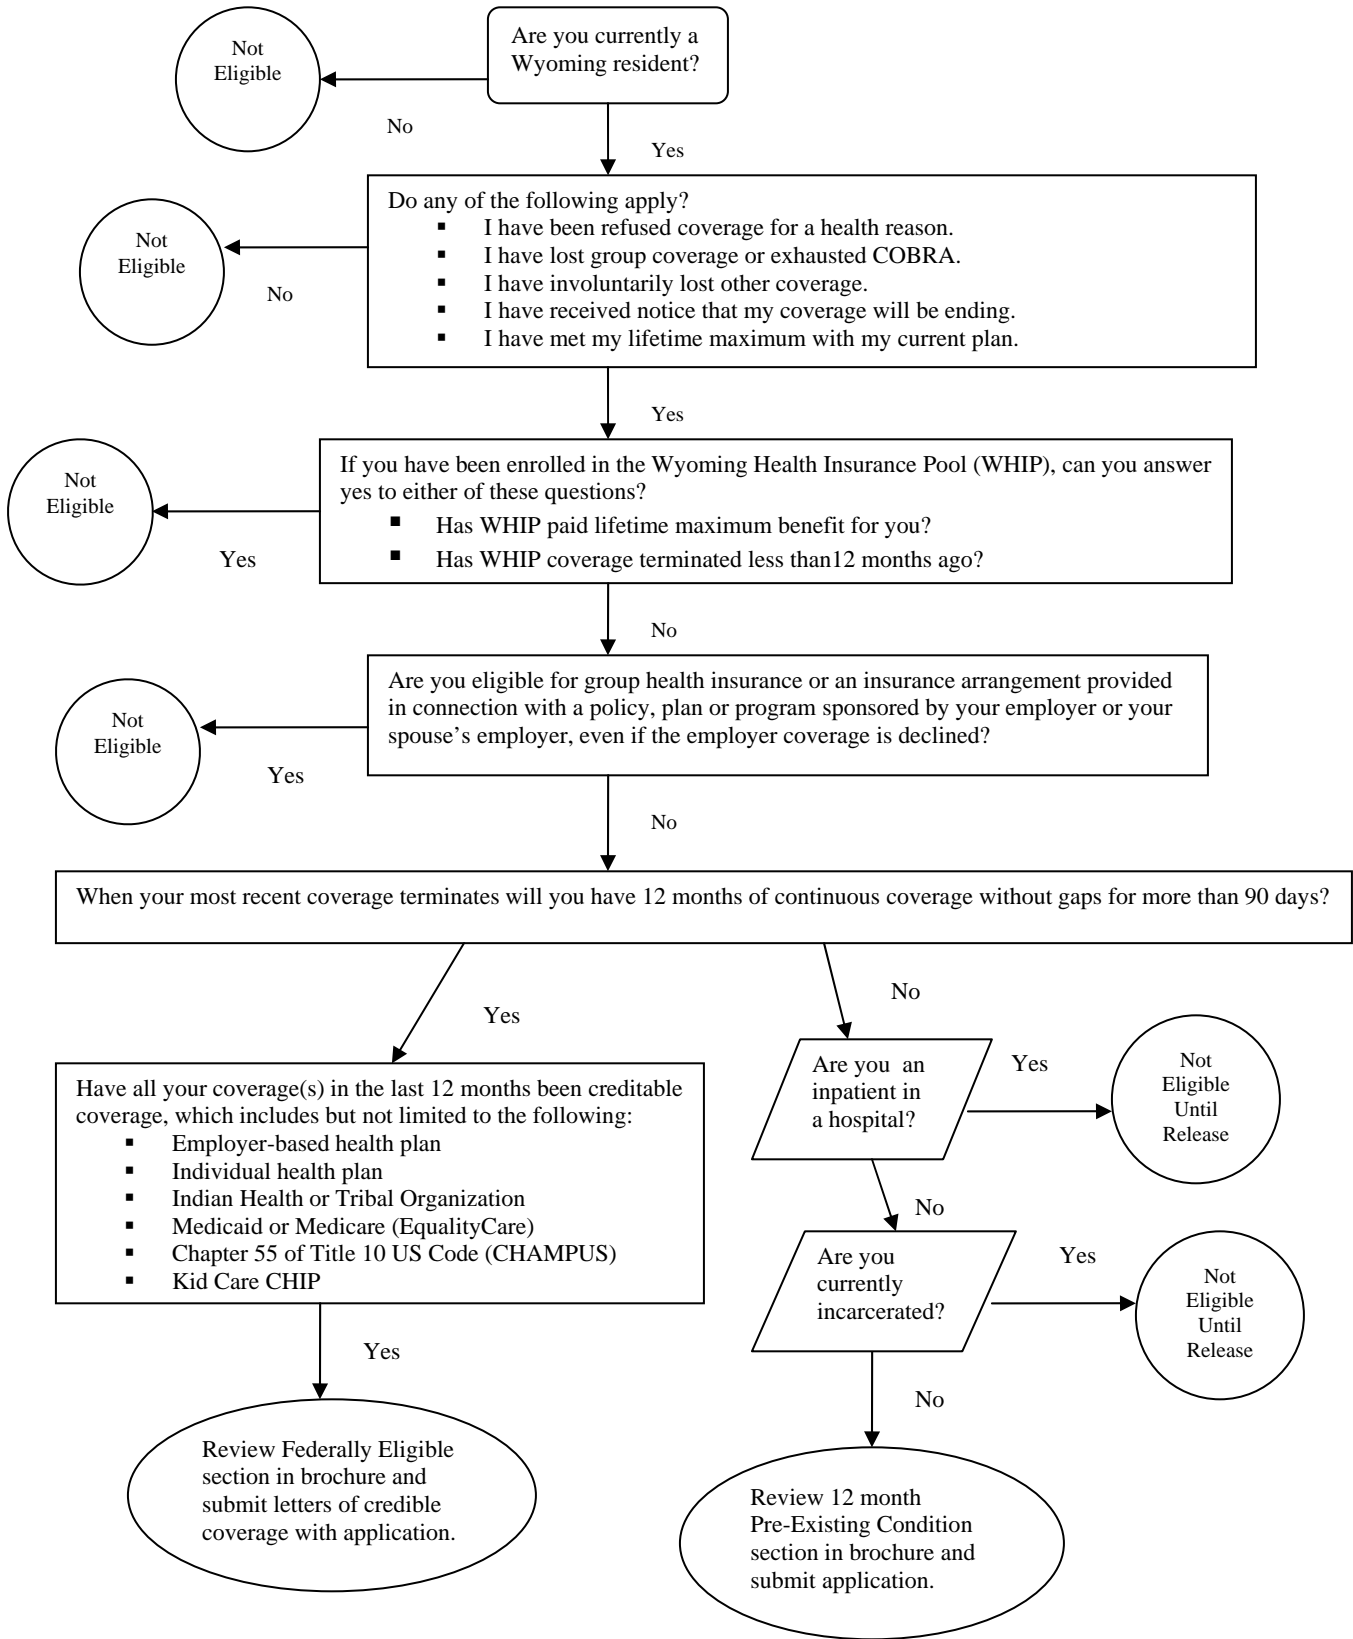 Are you currently a
Wyoming resident?
Not
Eligible
No
Yes
Do any of the following apply?
▪ I have been refused coverage for a health reason.
▪ I have lost group coverage or exhausted COBRA.
▪ I have involuntarily lost other coverage.
▪ I have received notice that my coverage will be ending.
▪ I have met my lifetime maximum with my current plan.
Not
Eligible
No
Yes
If you have been enrolled in the Wyoming Health Insurance Pool (WHIP), can you answer
yes to either of these questions?
▪ Has WHIP paid lifetime maximum benefit for you?
▪ Has WHIP coverage terminated less than12 months ago?
Not
Eligible
Yes
No
Are you eligible for group health insurance or an insurance arrangement provided
in connection with a policy, plan or program sponsored by your employer or your
spouse’s employer, even if the employer coverage is declined?
Not
Eligible
Yes
No
When your most recent coverage terminates will you have 12 months of continuous coverage without gaps for more than 90 days?
Yes
No
Have all your coverage(s) in the last 12 months been creditable
coverage, which includes but not limited to the following:
▪ Employer-based health plan
▪ Individual health plan
▪ Indian Health or Tribal Organization
▪ Medicaid or Medicare (EqualityCare)
▪ Chapter 55 of Title 10 US Code (CHAMPUS)
▪ Kid Care CHIP
Yes
Review Federally Eligible
section in brochure and
submit letters of credible
coverage with application.
Are you an
inpatient in
a hospital?
Yes
Not
Eligible
Until
Release
No
Are you
currently
incarcerated?
Yes
Not
Eligible
Until
Release
No
Review 12 month
Pre-Existing Condition
section in brochure and
submit application.